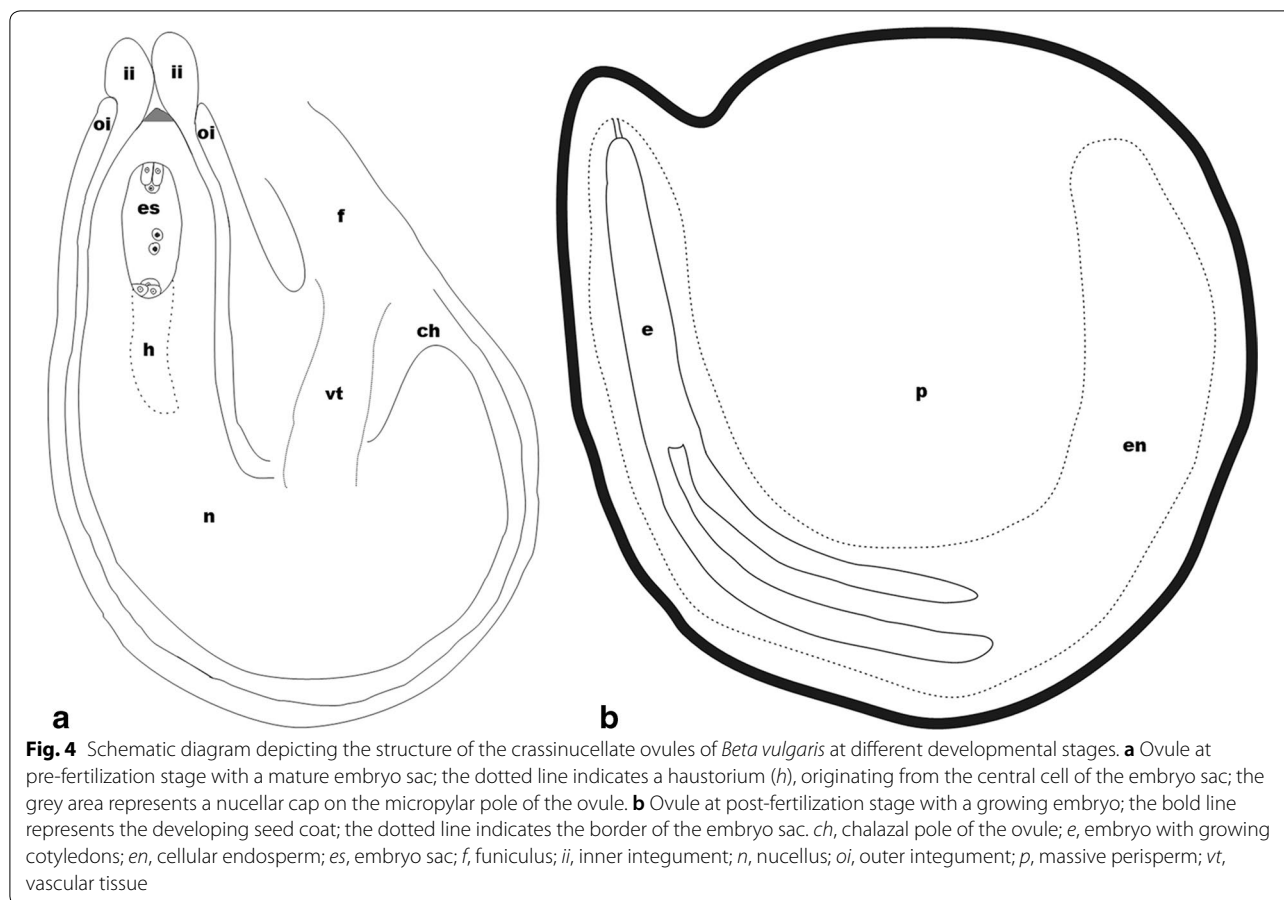 ii ii
oi oi
es
f
h
ch
vt
n
a
e
p
en
b
Fig. 4 Schematic diagram depicting the structure of the crassinucellate ovules of Beta vulgaris at different developmental stages. a Ovule at
pre-fertilization stage with a mature embryo sac; the dotted line indicates a haustorium (h), originating from the central cell of the embryo sac; the
grey area represents a nucellar cap on the micropylar pole of the ovule. b Ovule at post-fertilization stage with a growing embryo; the bold line
represents the developing seed coat; the dotted line indicates the border of the embryo sac. ch, chalazal pole of the ovule; e, embryo with growing
cotyledons; en, cellular endosperm; es, embryo sac; f, funiculus; ii, inner integument; n, nucellus; oi, outer integument; p, massive perisperm; vt,
vascular tissue